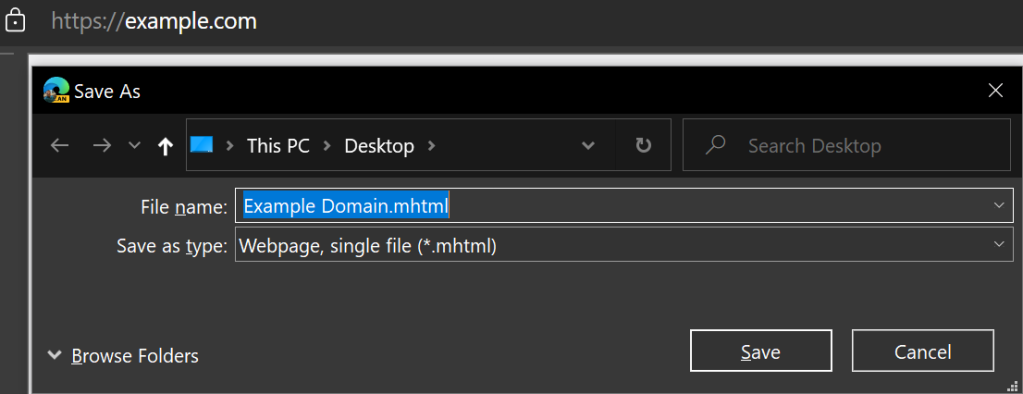 https://example.com
CAN
Save As
This PC > Desktop >
Search Desktop
File name: Example Domain.mhtml
Save as type: Webpage, single file (*.mhtml)
Browse Folders
Save
Cancel